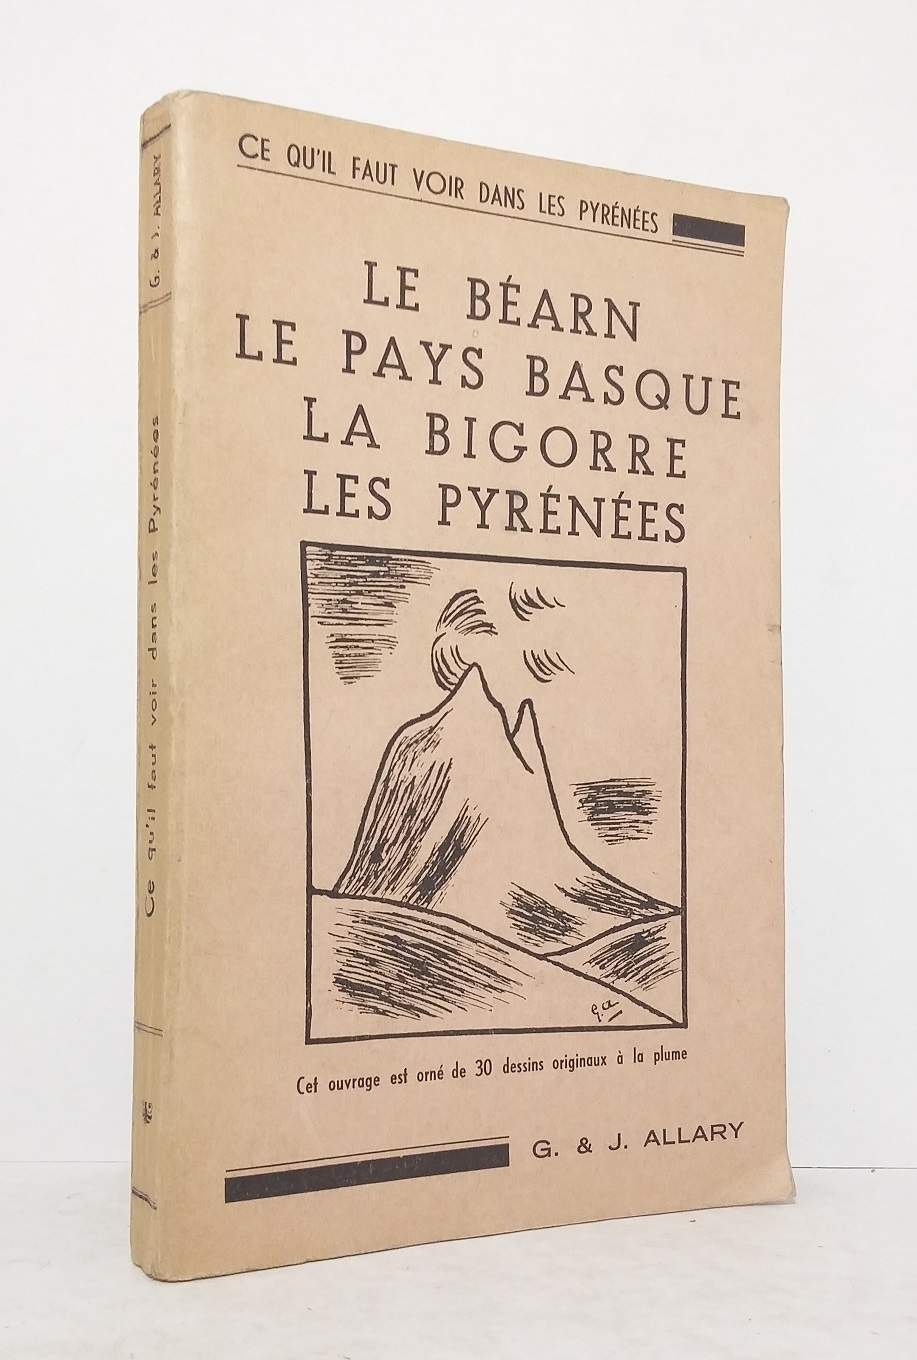 CE QU'IL FAUT VOIR DANS LES PYRÉNÉES
LE BÉARN
LE PAYS BASQUE
LA BIGORRE
LES PYRÉNÉES
G.A
Cet ouvrage est orné de 30 dessins originaux à la plume
G. & J. ALLARY
G. & J. ALLARY
Ce qu'il faut voir dans les Pyrénées